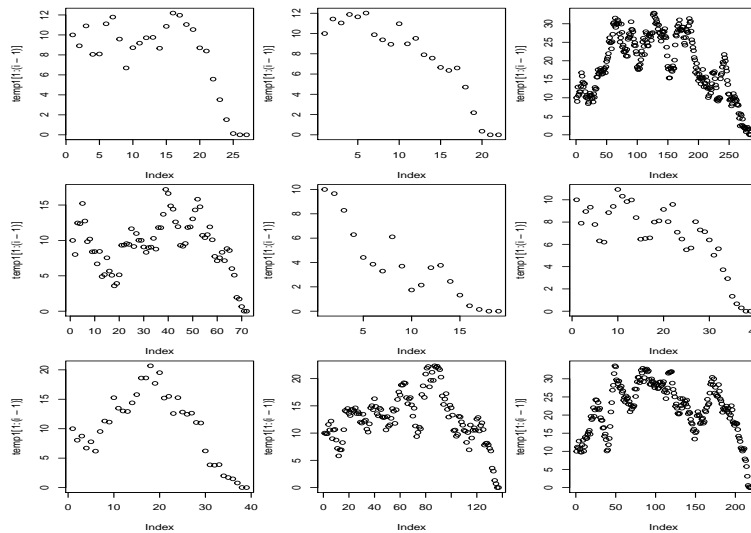 temp1[1:(i − 1)]
0 2 4 6 8 10 12
0 5 10 15 20 25
Index
temp1[1:(i − 1)]
0 2 4 6 8 10 12
5 10 15 20
Index
temp1[1:(i − 1)]
0 10 20 30
0 50 100 150 200 250
Index
temp1[1:(i − 1)]
0 5 10 15
0 10 20 30 40 50 60 70
Index
temp1[1:(i − 1)]
0 2 4 6 8 10
5 10 15
Index
temp1[1:(i − 1)]
0 2 4 6 8 10
0 10 20 30 40
Index
temp1[1:(i − 1)]
0 5 10 15 20
0 10 20 30 40
Index
temp1[1:(i − 1)]
0 5 10 15 20
0 20 40 60 80 100 120
Index
temp1[1:(i − 1)]
0 5 10 20 30
0 50 100 150 200
Index